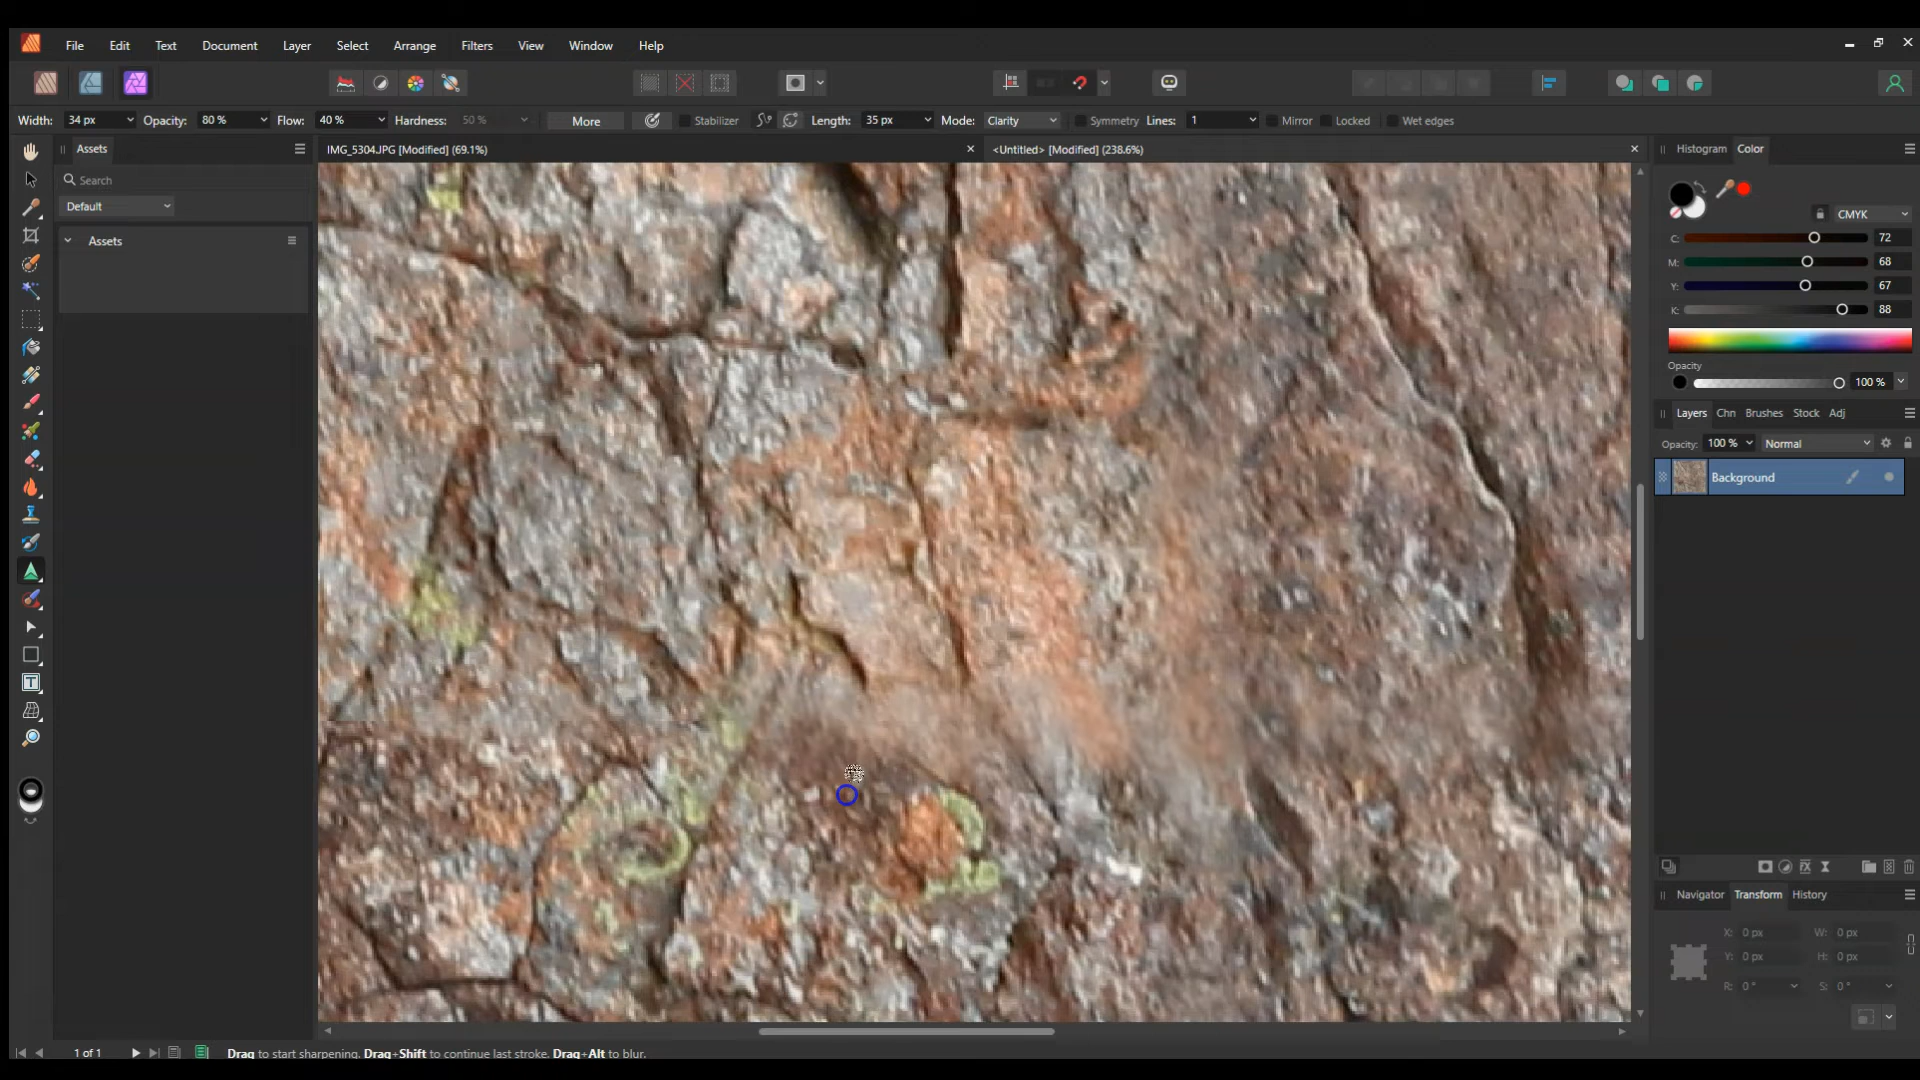 File Edit Text Document Layer Select Arrange Filters View Window Help
Width: 34 px Opacity: 80 % Flow: 40 % Hardness: 50 % More Stabilizer Length: 35 px Mode: Clarity Symmetry Lines: 1 Mirror Locked Wet edges
Assets
IMG_5304.JPG [Modified] (69.1%)
<Untitled> [Modified] (238.6%)
Search
Default
Assets
Histogram Color
CMYK
C: 72
M: 68
Y: 67
K: 88
Opacity
100 %
Layers Chn Brushes Stock Adj
Opacity: 100 % Normal
Background
Navigator Transform History
X: 0 px W: 0 px
Y: 0 px H: 0 px
R: 0 ° S: 0 °
1 of 1
Drag to start sharpening. Drag+Shift to continue last stroke. Drag+Alt to blur.